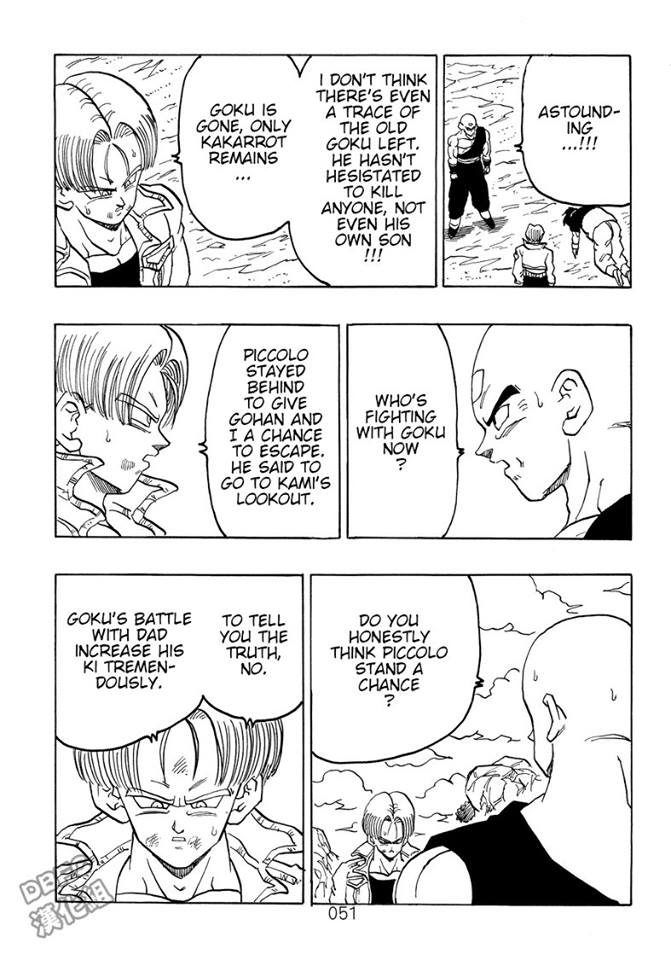 ASTOUND-
ING
...!!!
I DON'T THINK
THERE'S EVEN
A TRACE OF
THE OLD
GOKU LEFT.
HE HASN'T
HESISTATED
TO KILL
ANYONE, NOT
EVEN HIS
OWN SON
!!!
GOKU IS
GONE, ONLY
KAKARROT
REMAINS
...
WHO'S
FIGHTING
WITH GOKU
NOW
?
PICCOLO
STAYED
BEHIND
TO GIVE
GOHAN AND
I A CHANCE
TO ESCAPE.
HE SAID TO
GO TO KAMI'S
LOOKOUT.
DO YOU
HONESTLY
THINK PICCOLO
STAND A
CHANCE
?
TO TELL
YOU THE
TRUTH,
NO.
GOKU'S BATTLE
WITH DAD
INCREASE HIS
KI TREMEN-
DOUSLY.
漢化組
051